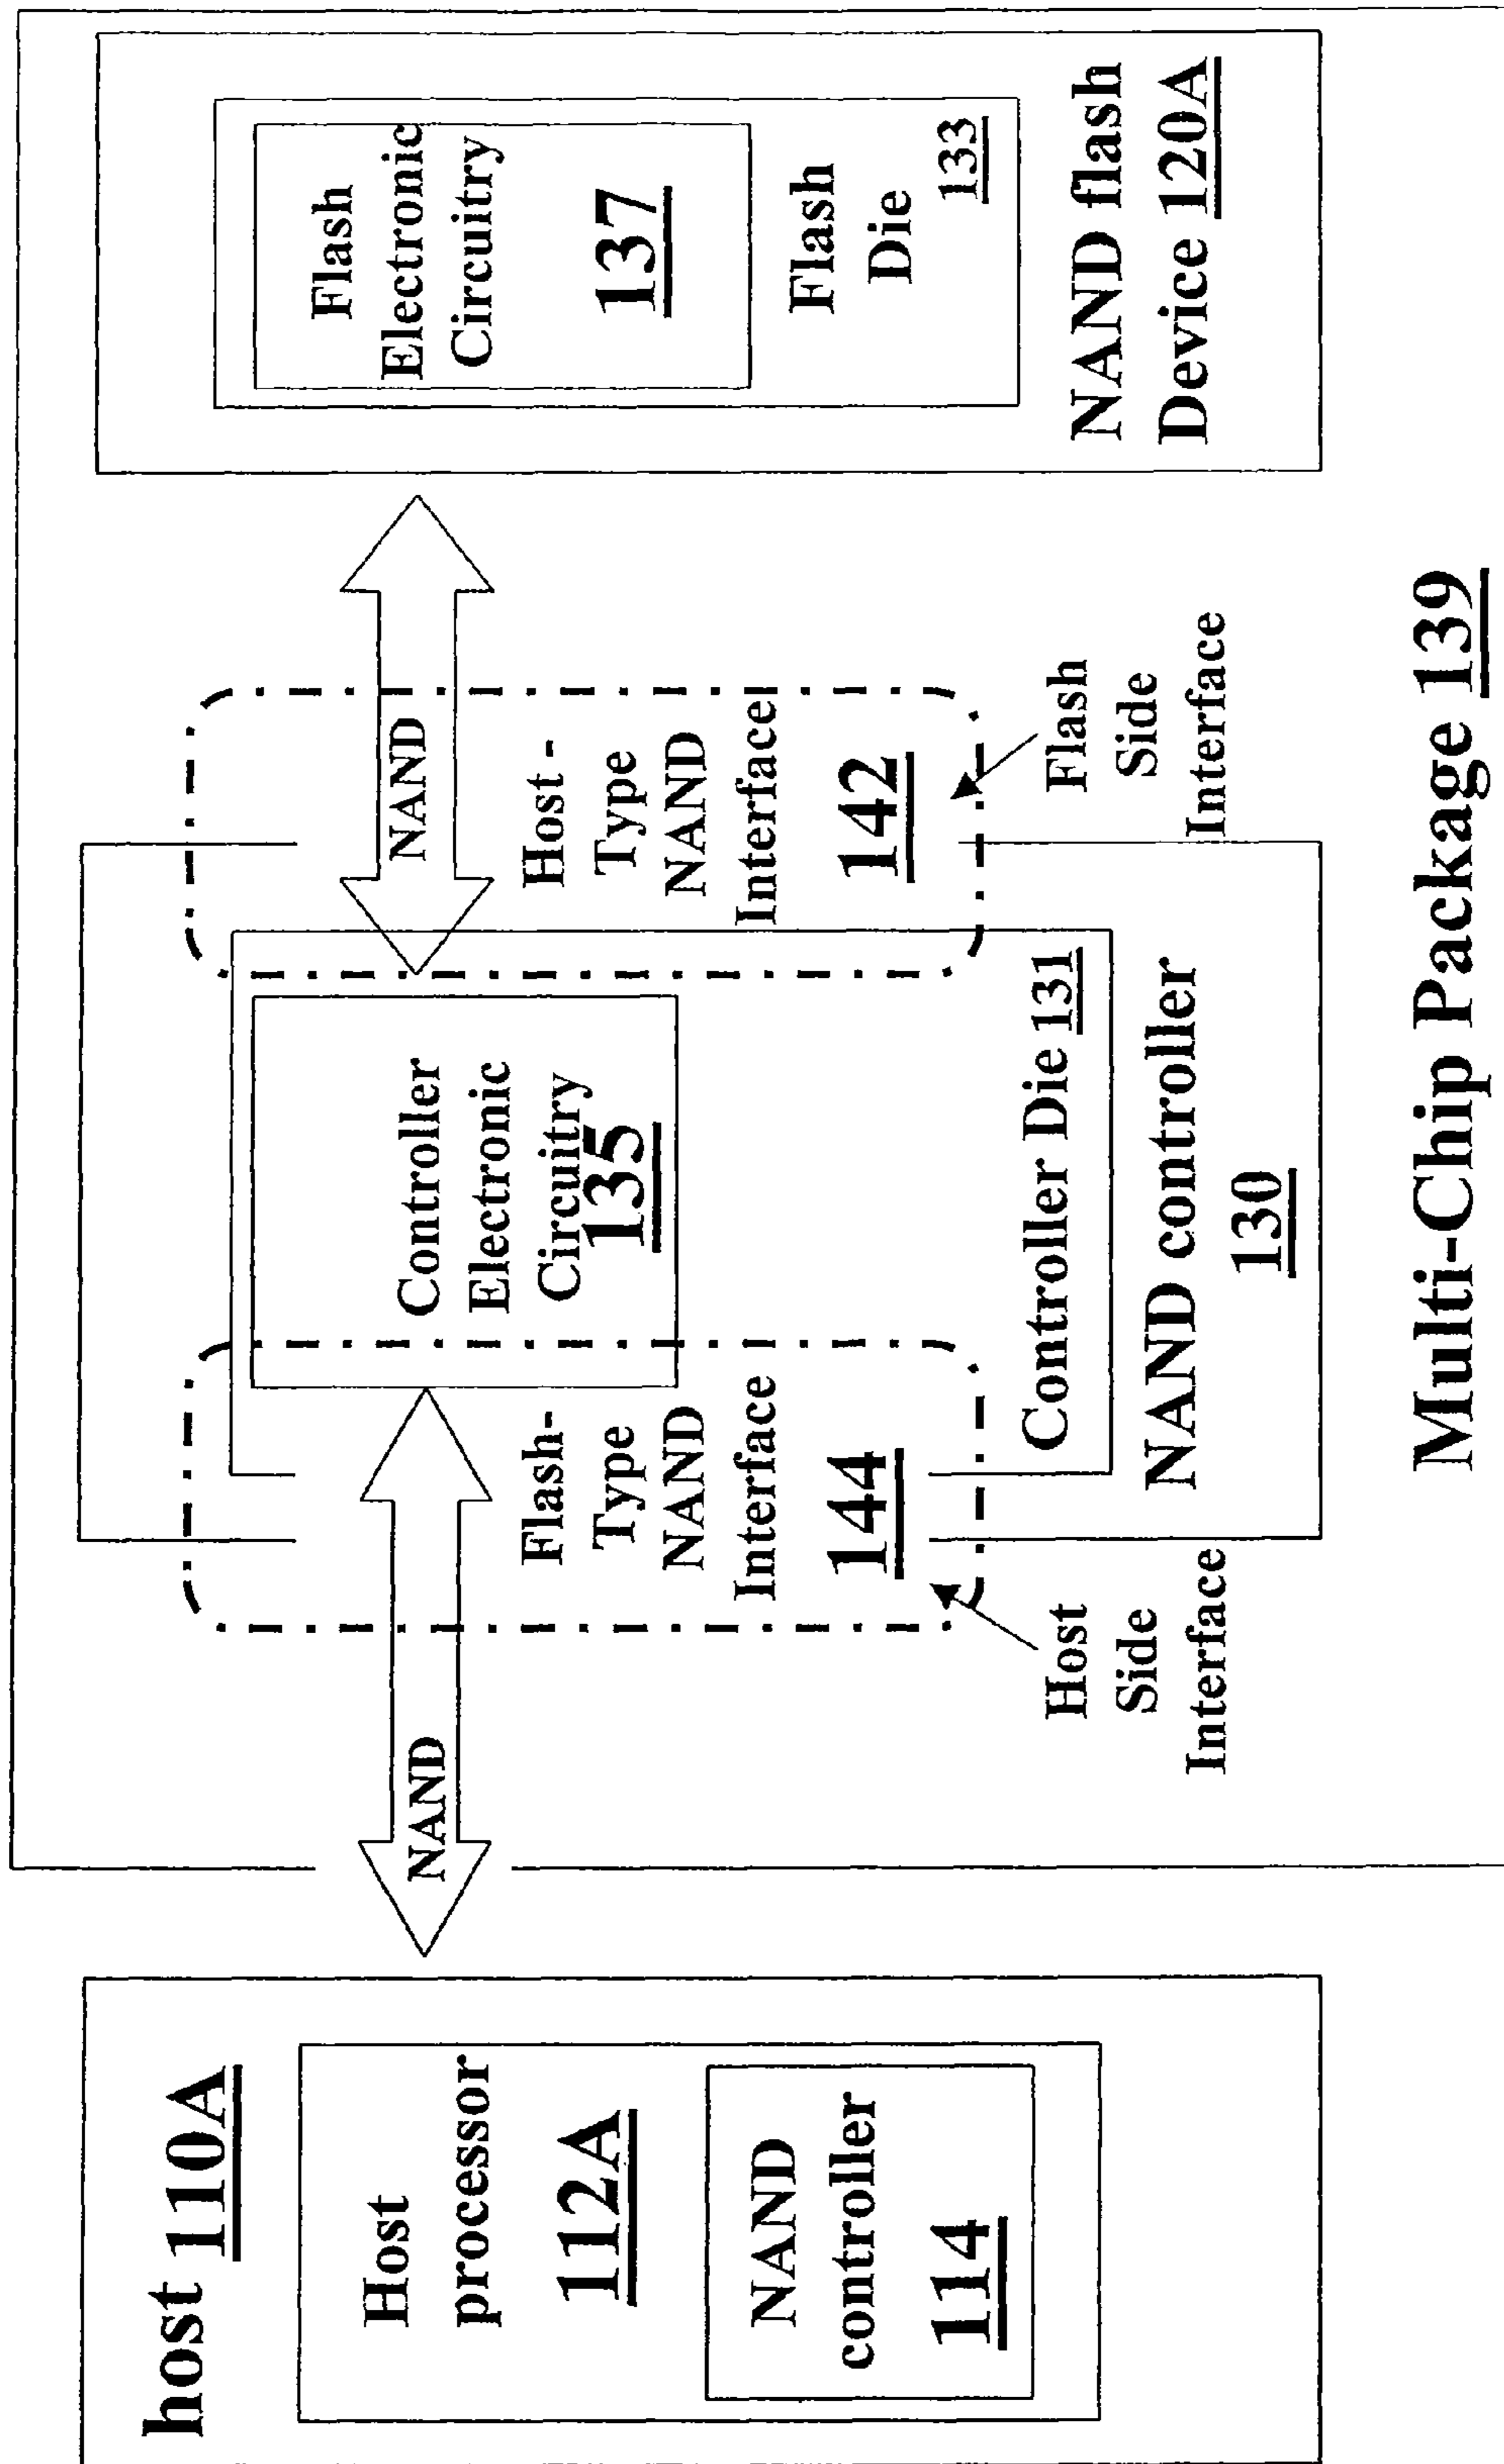 host 110A
Host
processor
112A
NAND
controller
114
NAND
Flash-
Type
NAND
Interface
144
Host
Side
Interface
Controller
Electronic
Circuitry
135
Controller Die 131
NAND controller
130
NAND
Host -
Type
NAND
Interface
142
Flash
Side
Interface
Flash
Electronic
Circuitry
137
Flash
Die
133
NAND flash
Device 120A
Multi-Chip Package 139